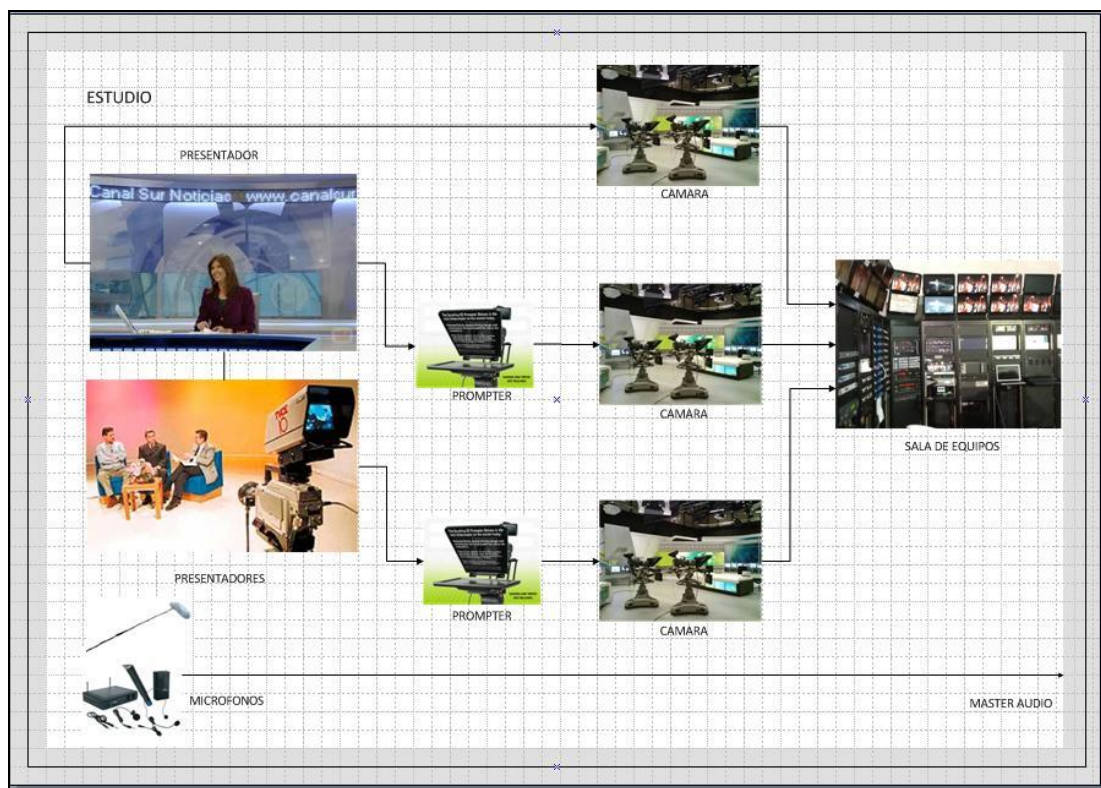 ESTUDIO
PRESENTADOR
Canal Sur Noticias www.canalsur
CAMARA
PROMPTER
CAMARA
SALA DE EQUIPOS
PRESENTADORES
PROMPTER
CAMARA
MICROFONOS
MASTER AUDIO